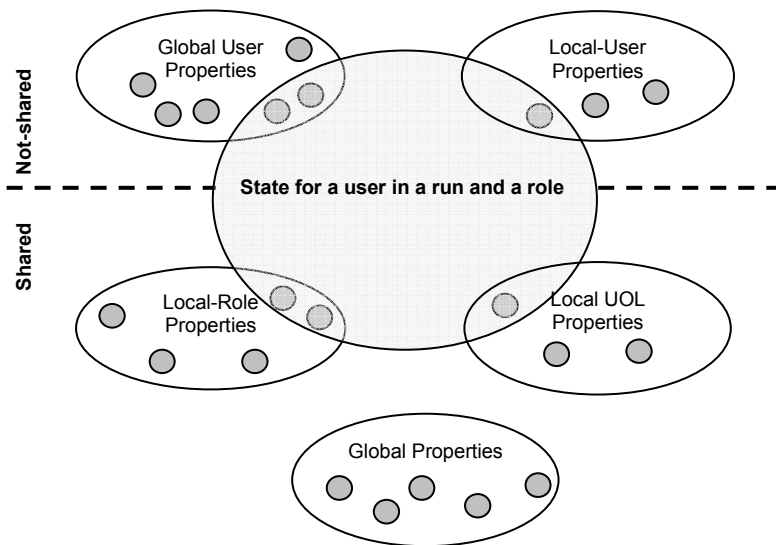 Global User
Properties
Local-User
Properties
Not-shared
State for a user in a run and a role
Shared
Local-Role
Properties
Local UOL
Properties
Global Properties